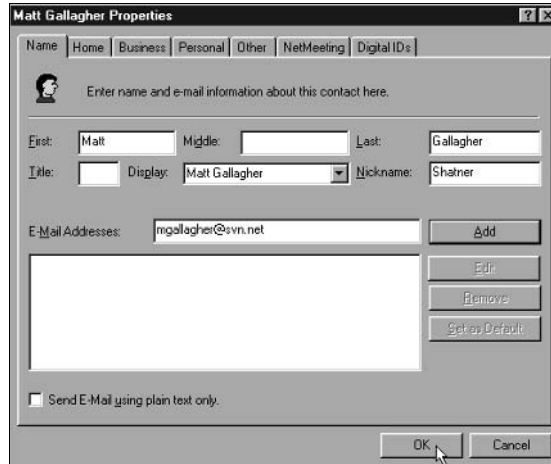 Matt Gallagher Properties
Name Home Business Personal Other NetMeeting Digital IDs
Enter name and e-mail information about this contact here.
First: Matt Middle: Last: Gallagher
Title: Display: Matt Gallagher Nickname: Shatner
E-Mail Addresses: mgallagher@svn.net Add
Edit
Remove
Set as Default
Send E-Mail using plain text only.
OK Cancel